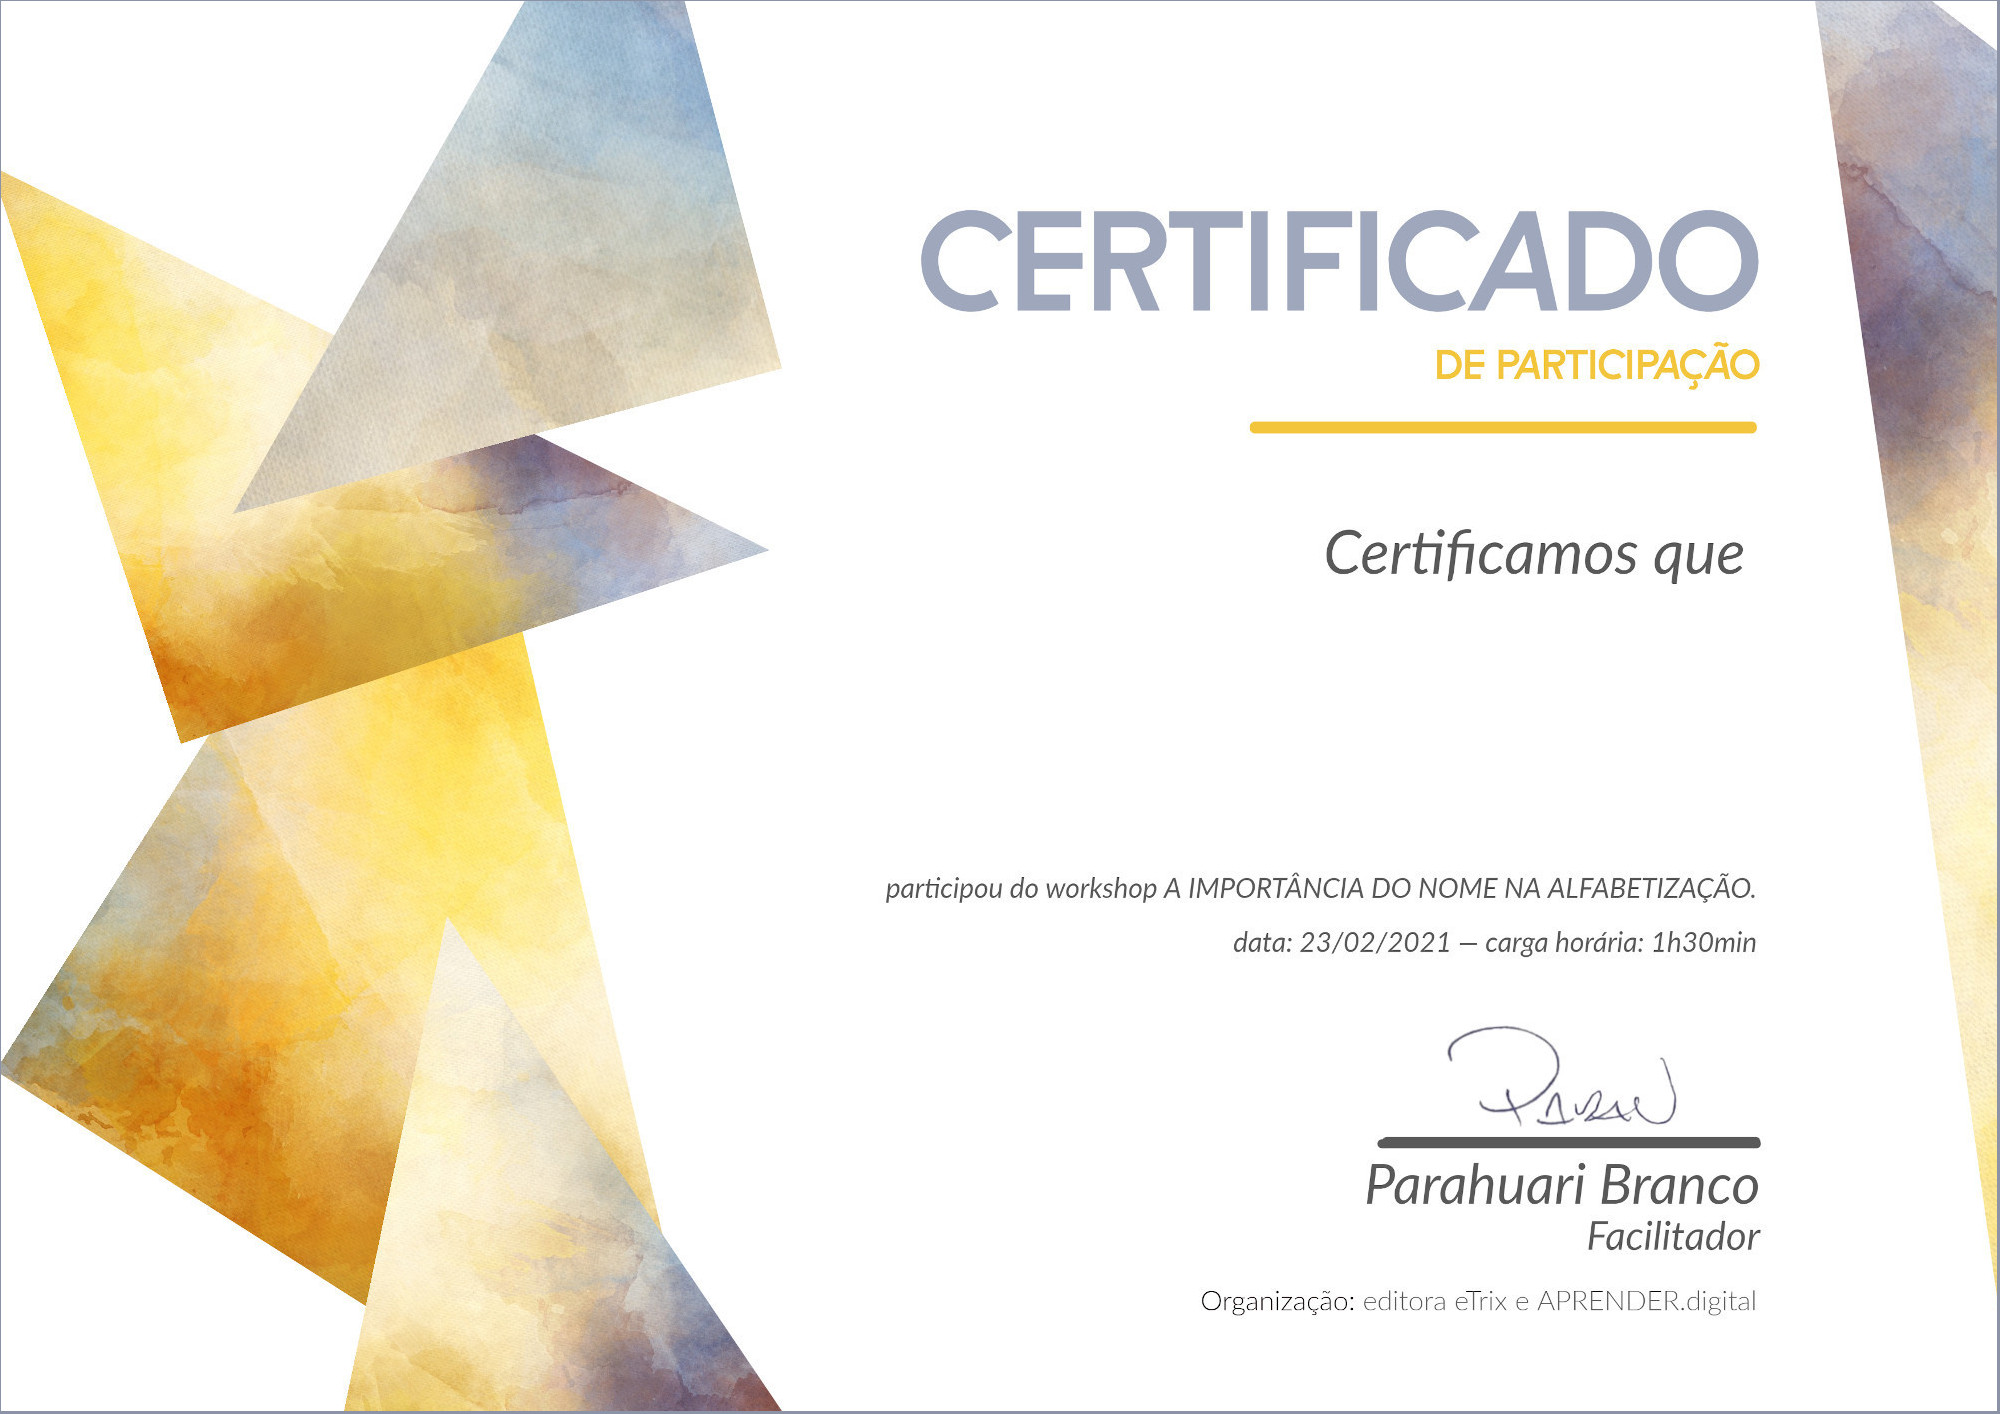 CERTIFICADO
DE PARTICIPAÇÃO
Certificamos que
participou do workshop A IMPORTÂNCIA DO NOME NA ALFABETIZAÇÃO.
data: 23/02/2021 — carga horária: 1h30min
Parahuari Branco
Facilitador
Organização: editora eTrix e APRENDER.digital